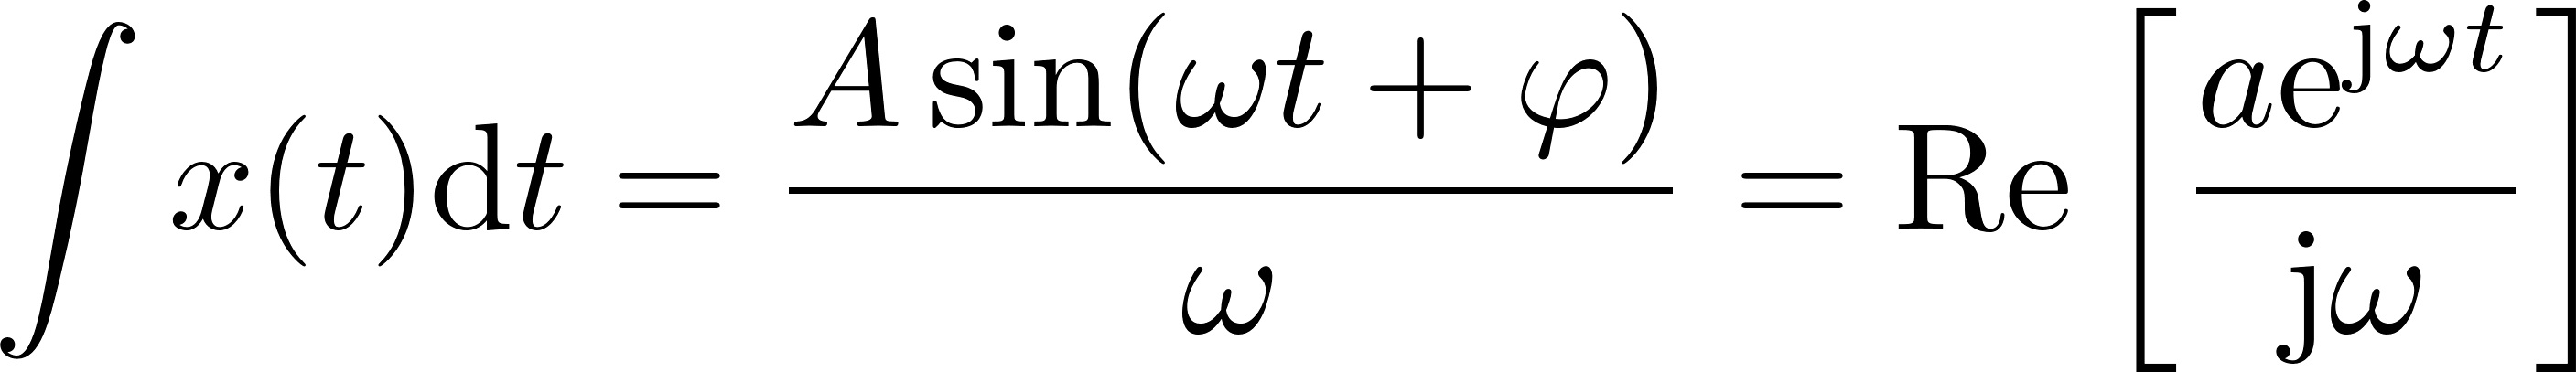 ∫ x(t)dt = A sin(ωt + φ) / ω = Re [ ae^{jωt} / jω ]